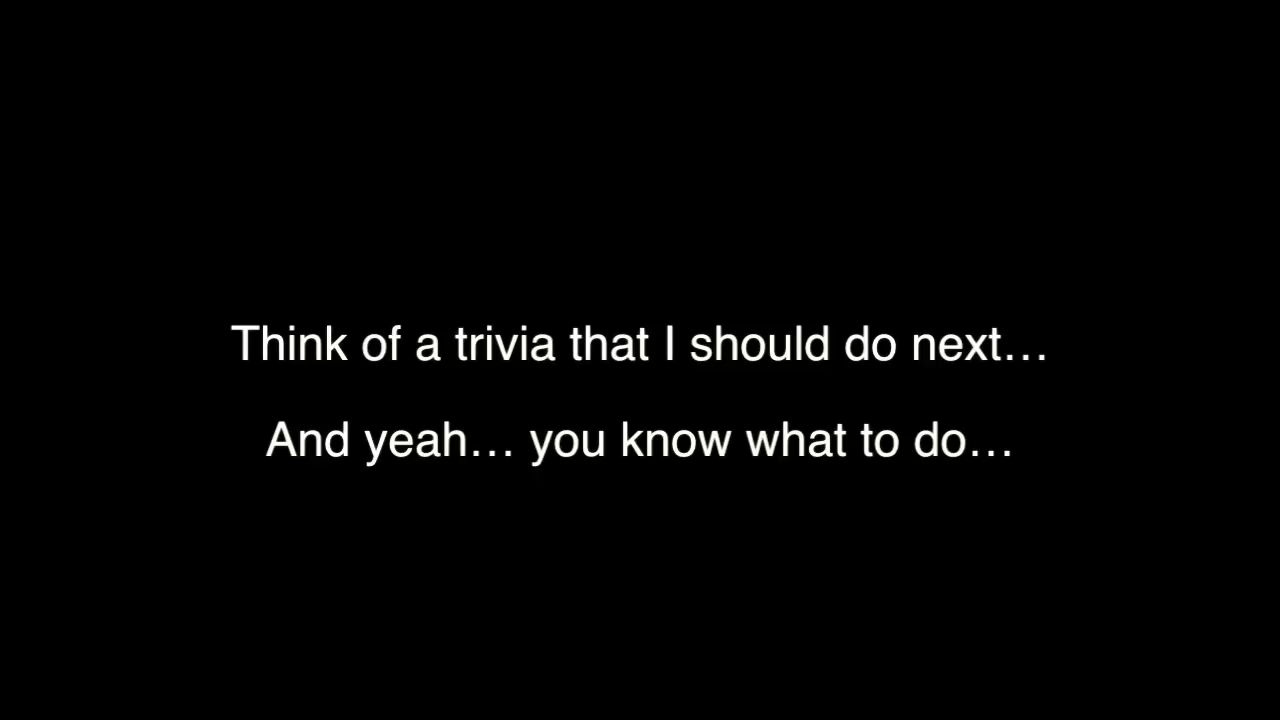 Think of a trivia that I should do next…
And yeah… you know what to do…